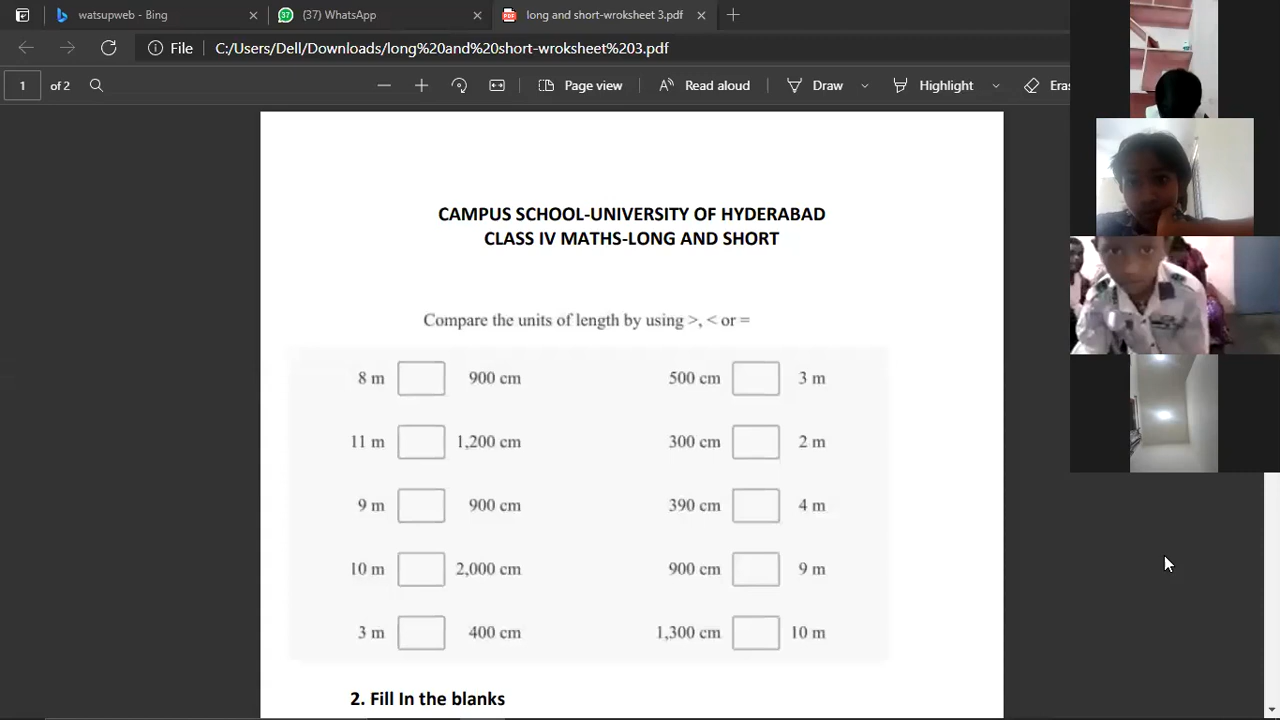 watsupweb - Bing
(37) WhatsApp
long and short-wroksheet 3.pdf
File
C:/Users/Dell/Downloads/long%20and%20short-wroksheet%203.pdf
1 of 2
Page view
Read aloud
Draw
Highlight
Eras
CAMPUS SCHOOL-UNIVERSITY OF HYDERABAD
CLASS IV MATHS-LONG AND SHORT
Compare the units of length by using >, < or =
8 m 900 cm 500 cm 3 m
11 m 1,200 cm 300 cm 2 m
9 m 900 cm 390 cm 4 m
10 m 2,000 cm 900 cm 9 m
3 m 400 cm 1,300 cm 10 m
2. Fill In the blanks